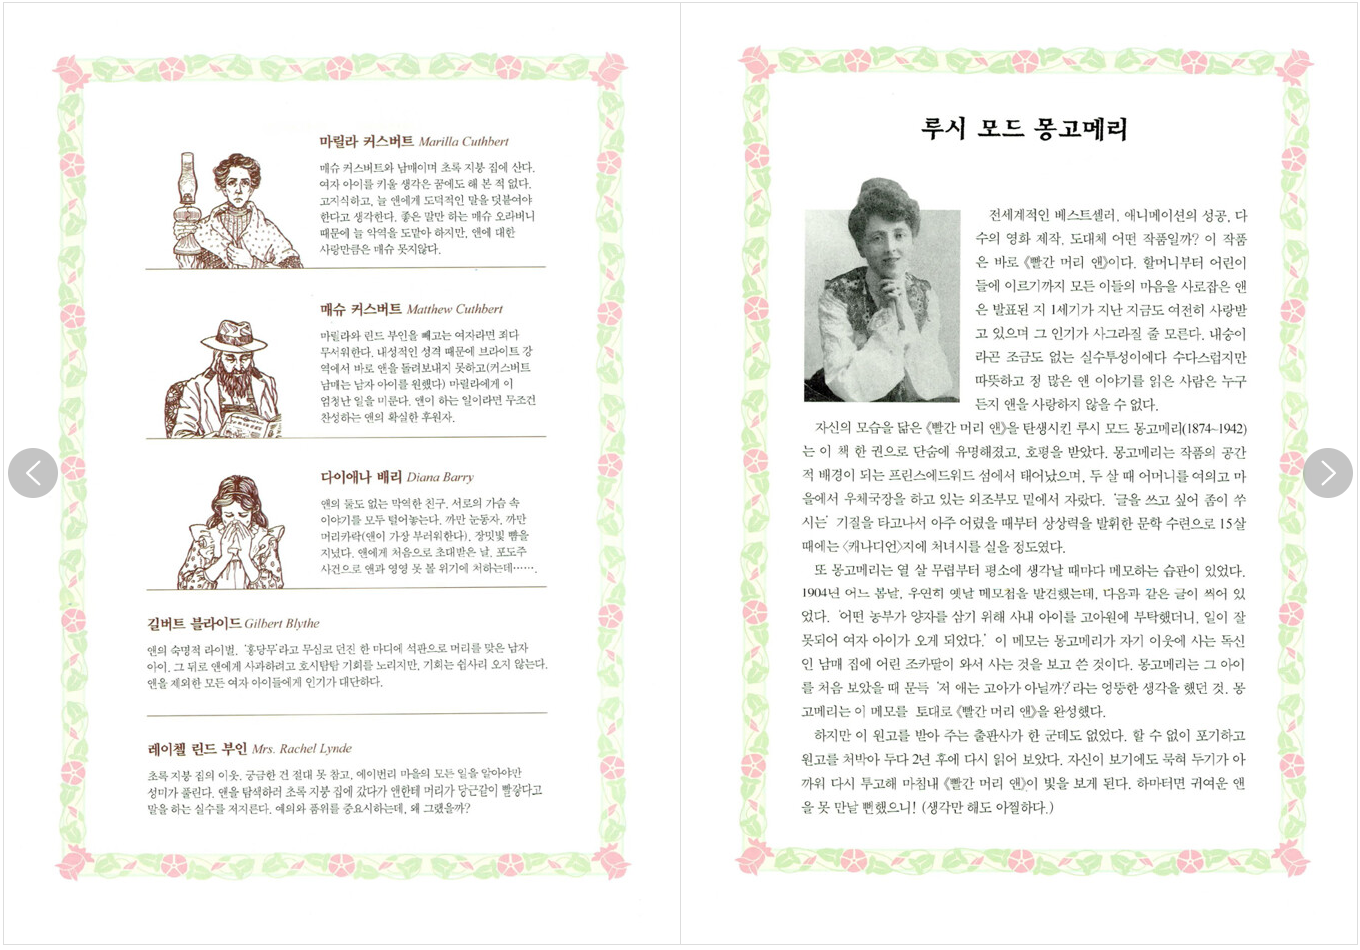 마릴라 커스버트 Marilla Cuthbert
매슈 커스버트와 남매이며 초록 지붕 집에 산다.
여자 아이를 키울 생각은 꿈에도 해 본 적 없다.
고지식하고, 늘 앤에게 도덕적인 말을 덧붙여야
한다고 생각한다. 좋은 말만 하는 매슈 오라버니
때문에 늘 악역을 도맡아 하지만, 앤에 대한
사랑만큼은 매슈 못지않다.
매슈 커스버트 Matthew Cuthbert
마릴라와 린드 부인을 빼고는 여자라면 죄다
무서워한다. 내성적인 성격 때문에 브라이트 강
역에서 바로 앤을 돌려보내지 못하고(커스버트
남매는 남자 아이를 원했다) 마릴라에게 이
엄청난 일을 미룬다. 앤이 하는 일이라면 무조건
찬성하는 앤의 확실한 후원자.
다이애나 배리 Diana Barry
앤의 둘도 없는 막역한 친구. 서로의 가슴 속
이야기를 모두 털어놓는다. 까만 눈동자, 까만
머리카락(앤이 가장 부러워한다), 장밋빛 뺨을
지녔다. 앤에게 처음으로 초대받은 날, 포도주
사건으로 앤과 영영 못 볼 위기에 처하는데…….
길버트 블라이드 Gilbert Blythe
앤의 숙명적 라이벌. '홍당무'라고 무심코 던진 한 마디에 석판으로 머리를 맞은 남자
아이. 그 뒤로 앤에게 사과하려고 호시탐탐 기회를 노리지만, 기회는 쉽사리 오지 않는다.
앤을 제외한 모든 여자 아이들에게 인기가 대단하다.
레이첼 린드 부인 Mrs. Rachel Lynde
초록 지붕 집의 이웃. 궁금한 건 절대 못 참고, 에이번리 마을의 모든 일을 알아야만
성미가 풀린다. 앤을 탐색하러 초록 지붕 집에 갔다가 앤한테 머리가 당근같이 빨갛다고
말을 하는 실수를 저지른다. 예의와 품위를 중요시하는데, 왜 그랬을까?
루시 모드 몽고메리
전세계적인 베스트셀러, 애니메이션의 성공, 다
수의 영화 제작. 도대체 어떤 작품일까? 이 작품
은 바로 《빨간 머리 앤》이다. 할머니부터 어린이
들에 이르기까지 모든 이들의 마음을 사로잡은 앤
은 발표된 지 1세기가 지난 지금도 여전히 사랑받
고 있으며 그 인기가 사그라질 줄 모른다. 내숭이
라곤 조금도 없는 실수투성이에다 수다스럽지만
따뜻하고 정 많은 앤 이야기를 읽은 사람은 누구
든지 앤을 사랑하지 않을 수 없다.
자신의 모습을 닮은 《빨간 머리 앤》을 탄생시킨 루시 모드 몽고메리(1874~1942)
는 이 책 한 권으로 단숨에 유명해졌고, 호평을 받았다. 몽고메리는 작품의 공간
적 배경이 되는 프린스에드위드 섬에서 태어났으며, 두 살 때 어머니를 여의고 마
을에서 우체국장을 하고 있는 외조부모 밑에서 자랐다. '글을 쓰고 싶어 좀이 쑤
시는' 기질을 타고나서 아주 어렸을 때부터 상상력을 발휘한 문학 수련으로 15살
때에는 〈캐나디언〉지에 처녀시를 실을 정도였다.
또 몽고메리는 열 살 무렵부터 평소에 생각날 때마다 메모하는 습관이 있었다.
1904년 어느 봄날, 우연히 옛날 메모첩을 발견했는데, 다음과 같은 글이 씌어 있
었다. '어떤 농부가 양자를 삼기 위해 사내 아이를 고아원에 부탁했더니, 일이 잘
못되어 여자 아이가 오게 되었다.' 이 메모는 몽고메리가 자기 이웃에 사는 독신
인 남매 집에 어린 조카딸이 와서 사는 것을 보고 쓴 것이다. 몽고메리는 그 아이
를 처음 보았을 때 문득 '저 애는 고아가 아닐까?'라는 엉뚱한 생각을 했던 것. 몽
고메리는 이 메모를 토대로 《빨간 머리 앤》을 완성했다.
하지만 이 원고를 받아 주는 출판사가 한 군데도 없었다. 할 수 없이 포기하고
원고를 처박아 두다 2년 후에 다시 읽어 보았다. 자신이 보기에도 묵혀 두기가 아
까워 다시 투고해 마침내 《빨간 머리 앤》이 빛을 보게 된다. 하마터면 귀여운 앤
을 못 만날 뻔했으니! (생각만 해도 아찔하다.)